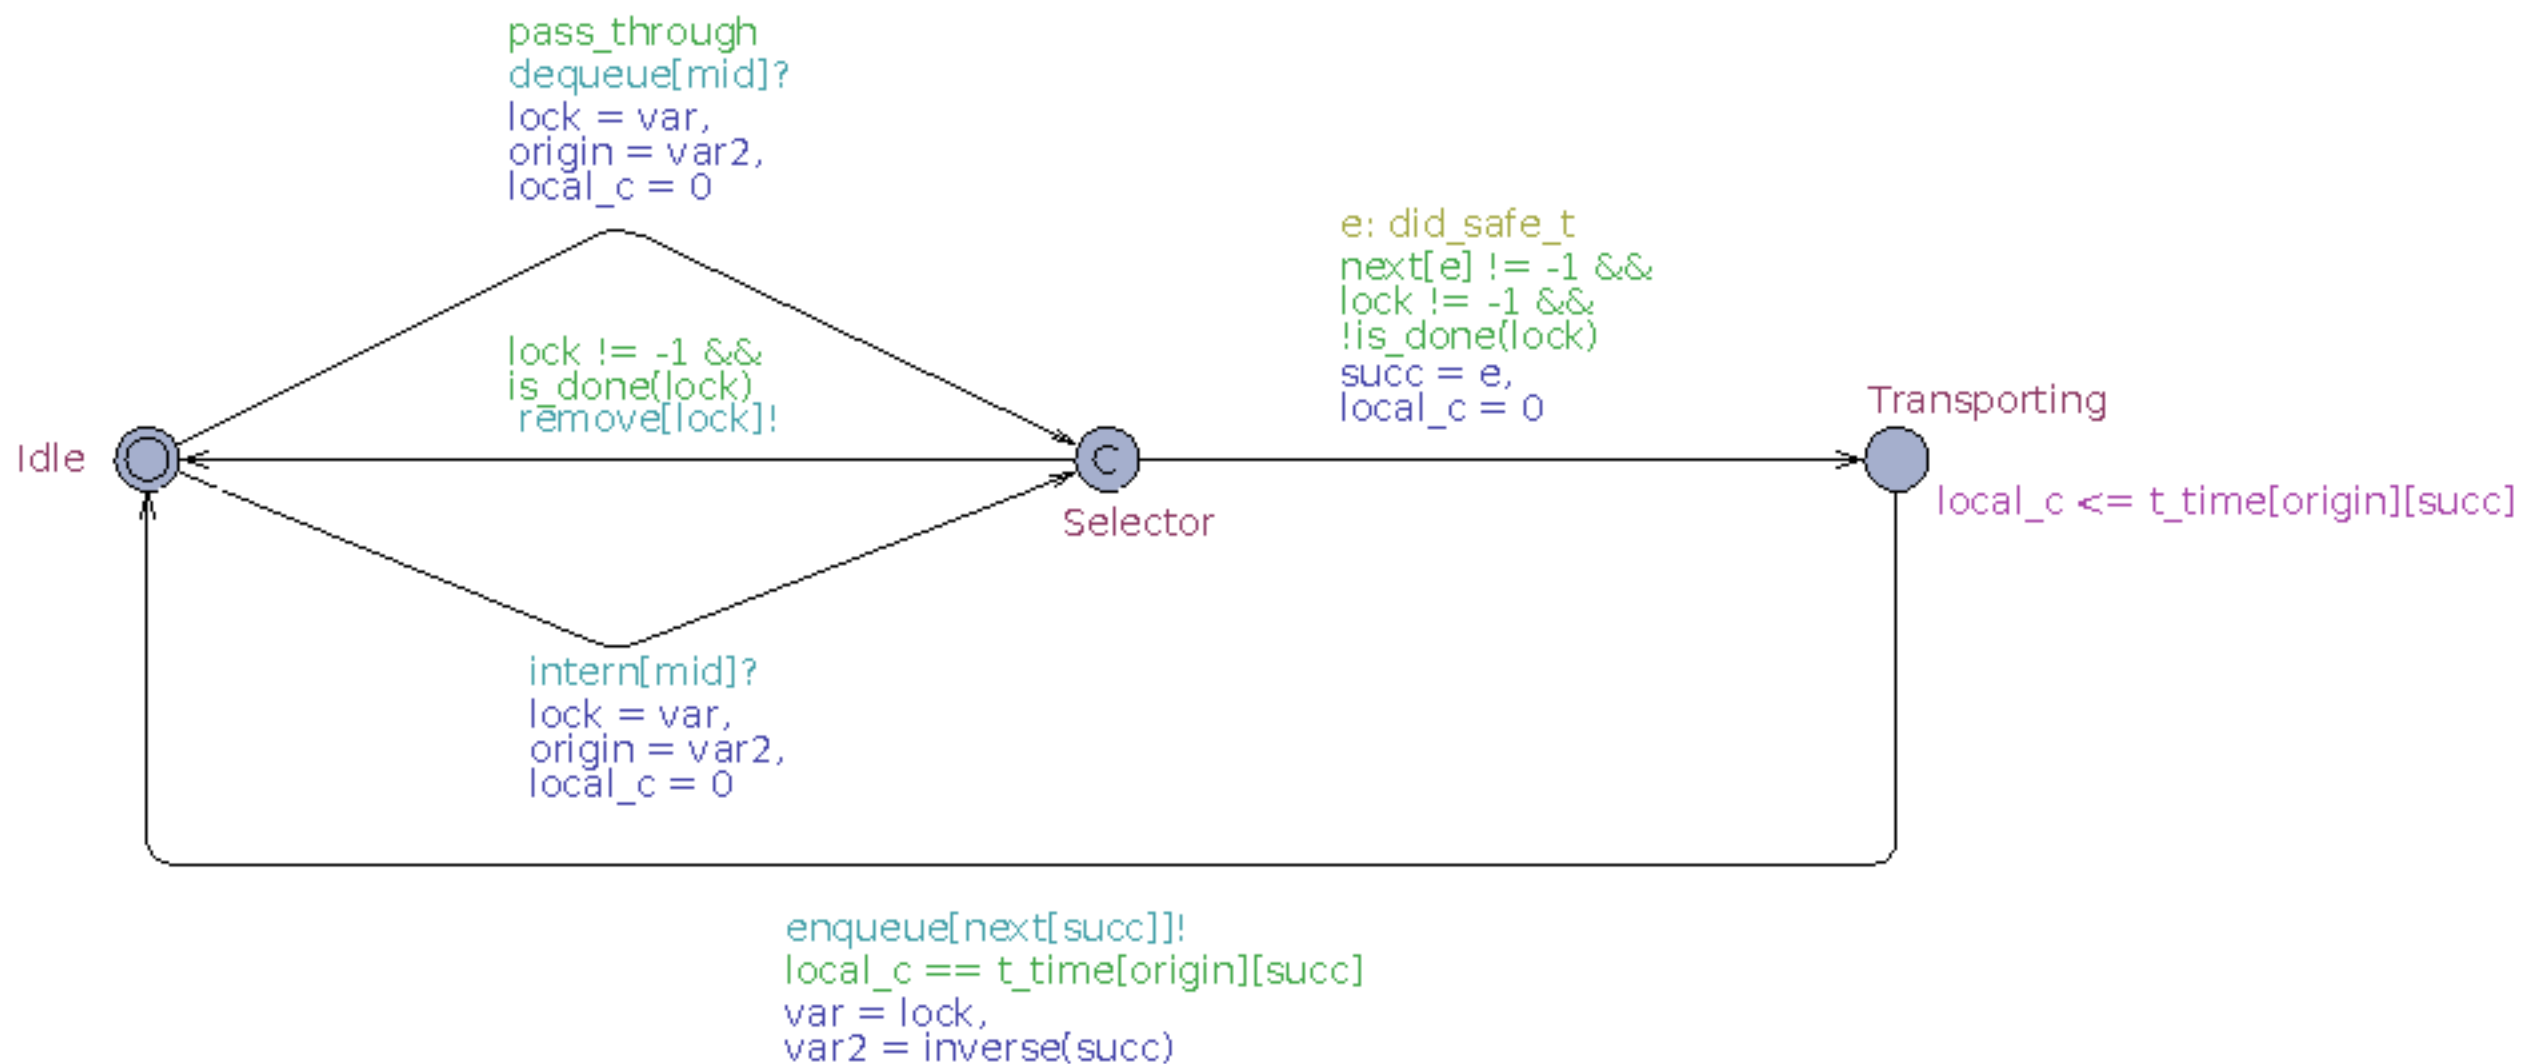 pass_through
dequeue[mid]?
lock = var,
origin = var2,
local_c = 0
e: did_safe_t
next[e] != -1 &&
lock != -1 &&
!is_done(lock)
succ = e,
local_c = 0
lock != -1 &&
is_done(lock)
remove[lock]!
Transporting
Idle
C
local_c <= t_time[origin][succ]
Selector
intern[mid]?
lock = var,
origin = var2,
local_c = 0
enqueue[next[succ]]!
local_c == t_time[origin][succ]
var = lock,
var2 = inverse(succ)